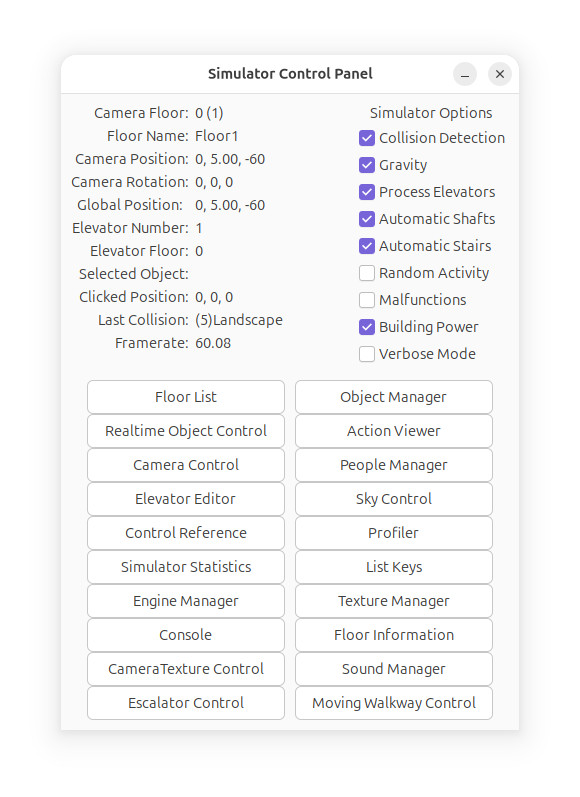 Simulator Control Panel
Camera Floor: 0 (1)
Floor Name: Floor1
Camera Position: 0, 5.00, -60
Camera Rotation: 0, 0, 0
Global Position: 0, 5.00, -60
Elevator Number: 1
Elevator Floor: 0
Selected Object:
Clicked Position: 0, 0, 0
Last Collision: (5)Landscape
Framerate: 60.08
Simulator Options
Collision Detection
Gravity
Process Elevators
Automatic Shafts
Automatic Stairs
Random Activity
Malfunctions
Building Power
Verbose Mode
Floor List
Object Manager
Realtime Object Control
Action Viewer
Camera Control
People Manager
Elevator Editor
Sky Control
Control Reference
Profiler
Simulator Statistics
List Keys
Engine Manager
Texture Manager
Console
Floor Information
CameraTexture Control
Sound Manager
Escalator Control
Moving Walkway Control